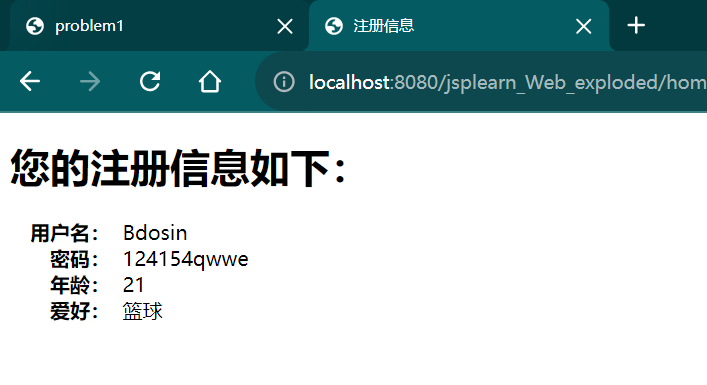 problem1
注册信息
localhost:8080/jsplearn_Web_exploded/hom
您的注册信息如下：
用户名： Bdosin
密码： 124154qwwe
年龄： 21
爱好： 篮球